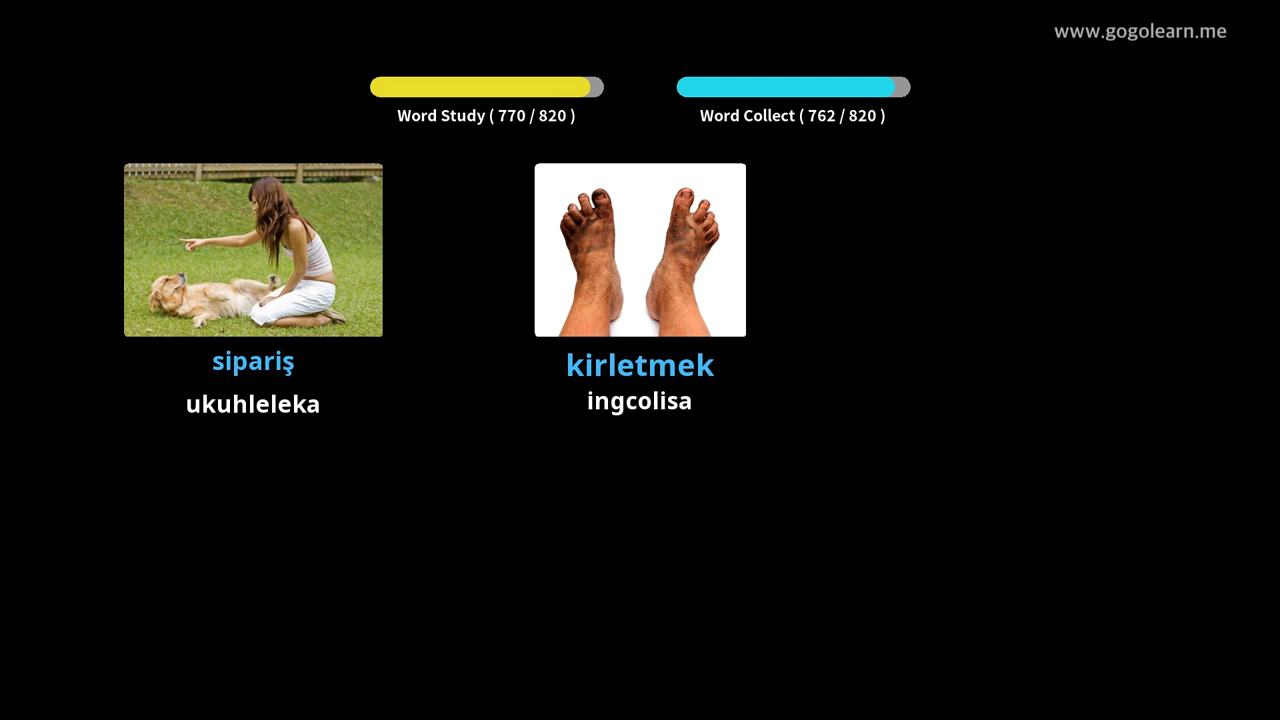 www.gogolearn.me
Word Study ( 770 / 820 )
Word Collect ( 762 / 820 )
sipariş
ukuhleleka
kirletmek
ingcolisa